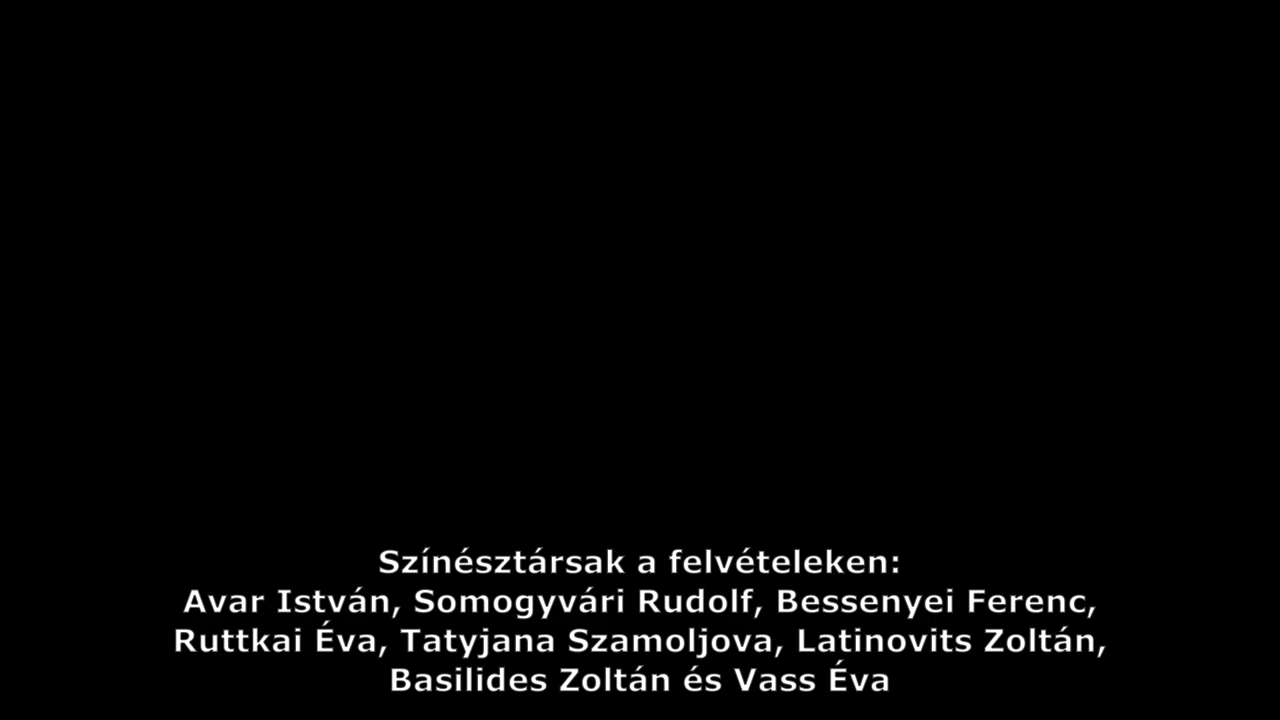 Színésztársak a felvételeken:
Avar István, Somogyvári Rudolf, Bessenyei Ferenc,
Ruttkai Éva, Tatyjana Szamoljova, Latinovits Zoltán,
Basilides Zoltán és Vass Éva